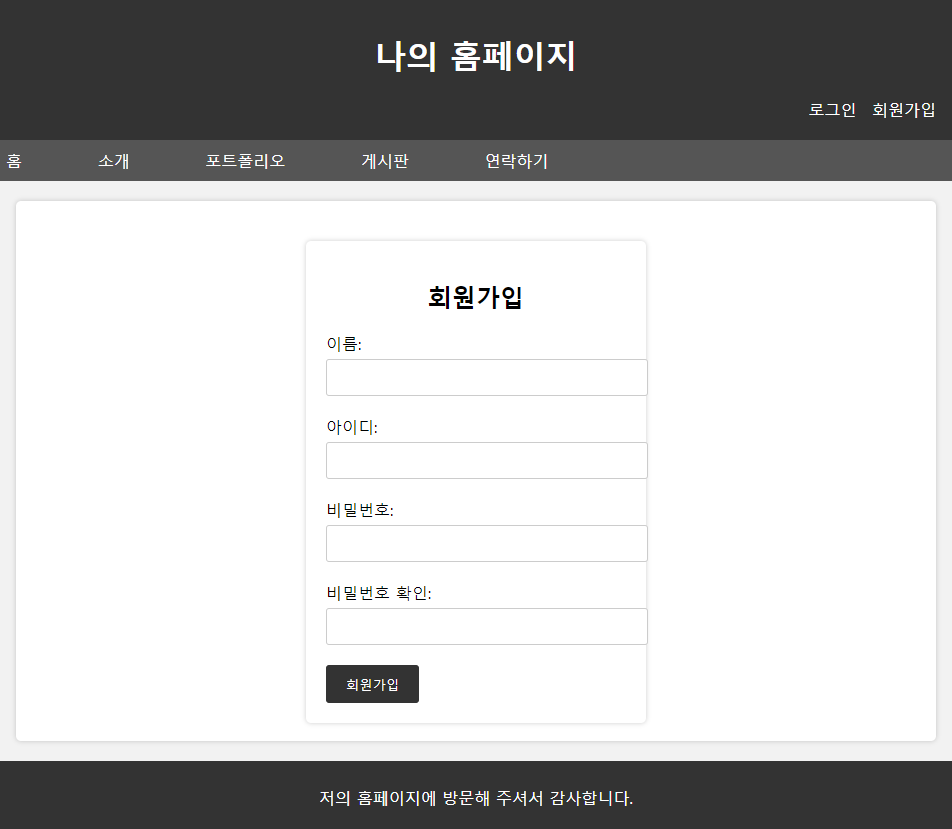 나의 홈페이지
로그인 회원가입
홈 소개 포트폴리오 게시판 연락하기
회원가입
이름:
아이디:
비밀번호:
비밀번호 확인:
회원가입
저의 홈페이지에 방문해 주셔서 감사합니다.